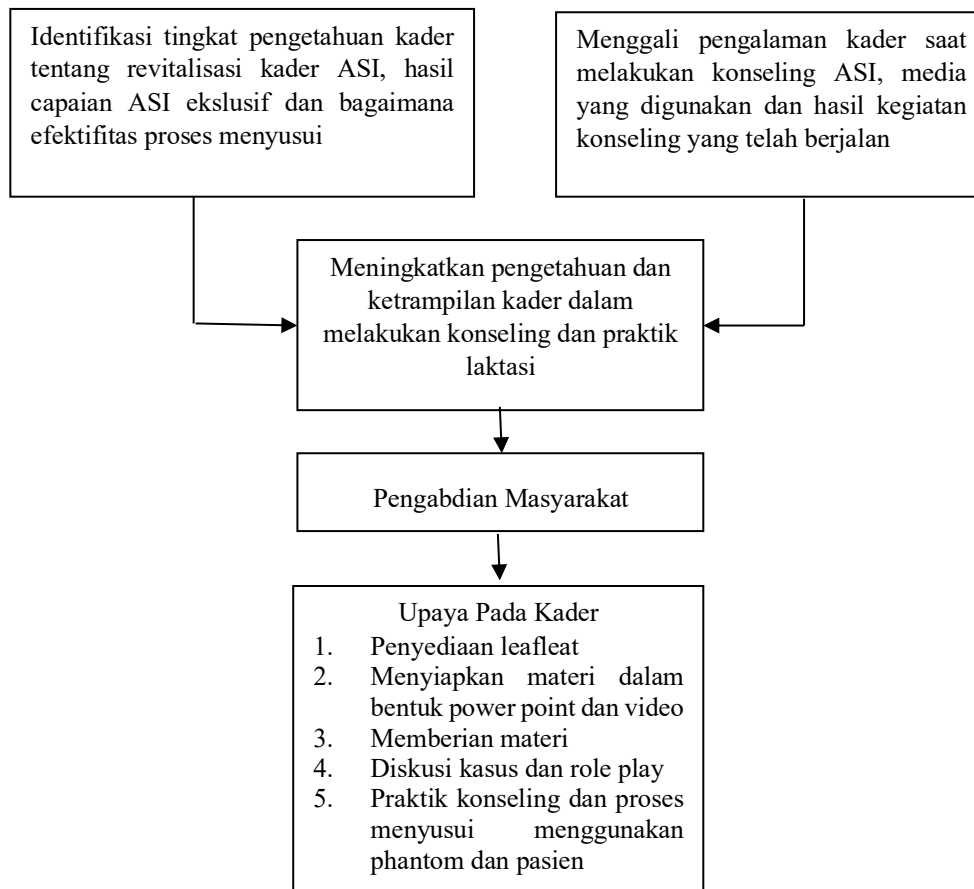 Identifikasi tingkat pengetahuan kader
tentang revitalisasi kader ASI, hasil
capaian ASI ekslusif dan bagaimana
efektifitas proses menyusui
Menggali pengalaman kader saat
melakukan konseling ASI, media
yang digunakan dan hasil kegiatan
konseling yang telah berjalan
Meningkatkan pengetahuan dan
ketrampilan kader dalam
melakukan konseling dan praktik
laktasi
Pengabdian Masyarakat
Upaya Pada Kader
1. Penyediaan leafleat
2. Menyiapkan materi dalam
bentuk power point dan video
3. Memberian materi
4. Diskusi kasus dan role play
5. Praktik konseling dan proses
menyusui menggunakan
phantom dan pasien